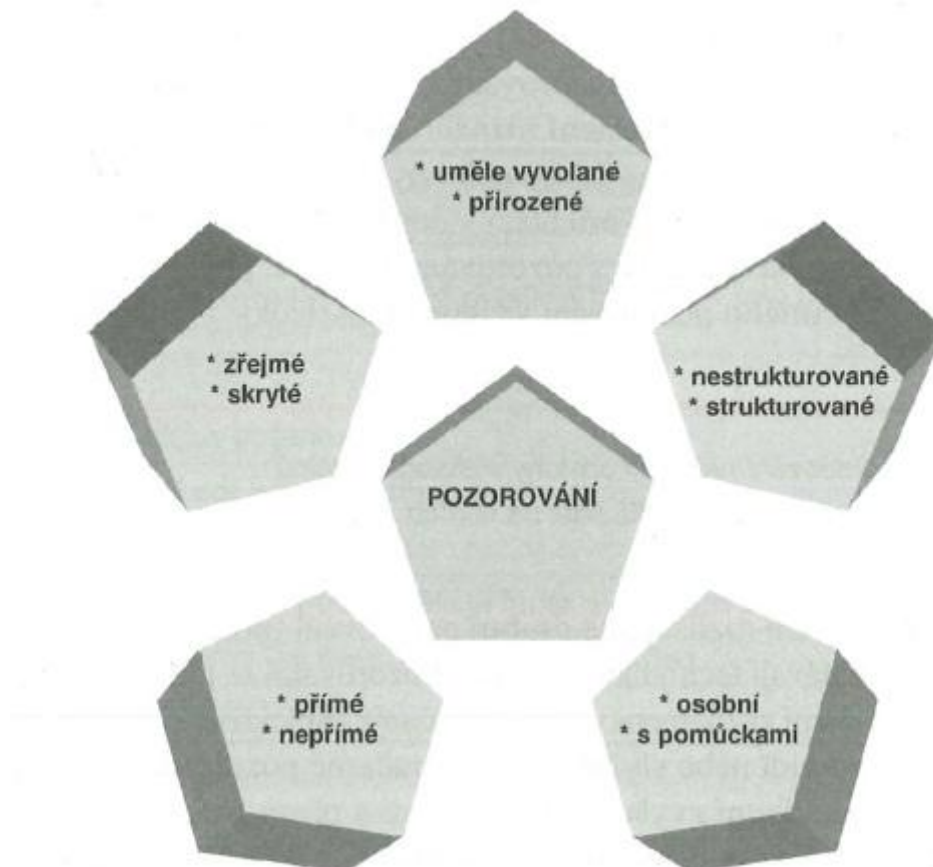 * uměle vyvolané
* přirozené
* zřejmé
* skryté
* nestrukturované
* strukturované
POZOROVÁNÍ
* přímé
* nepřímé
* osobní
* s pomůckami